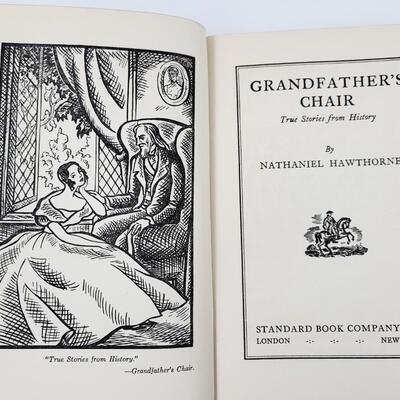 "True Stories from History."
—Grandfather's Chair.
GRANDFATHER'S
CHAIR
True Stories from History
By
NATHANIEL HAWTHORNE
STANDARD BOOK COMPANY
LONDON -:- -:- -:- NEW